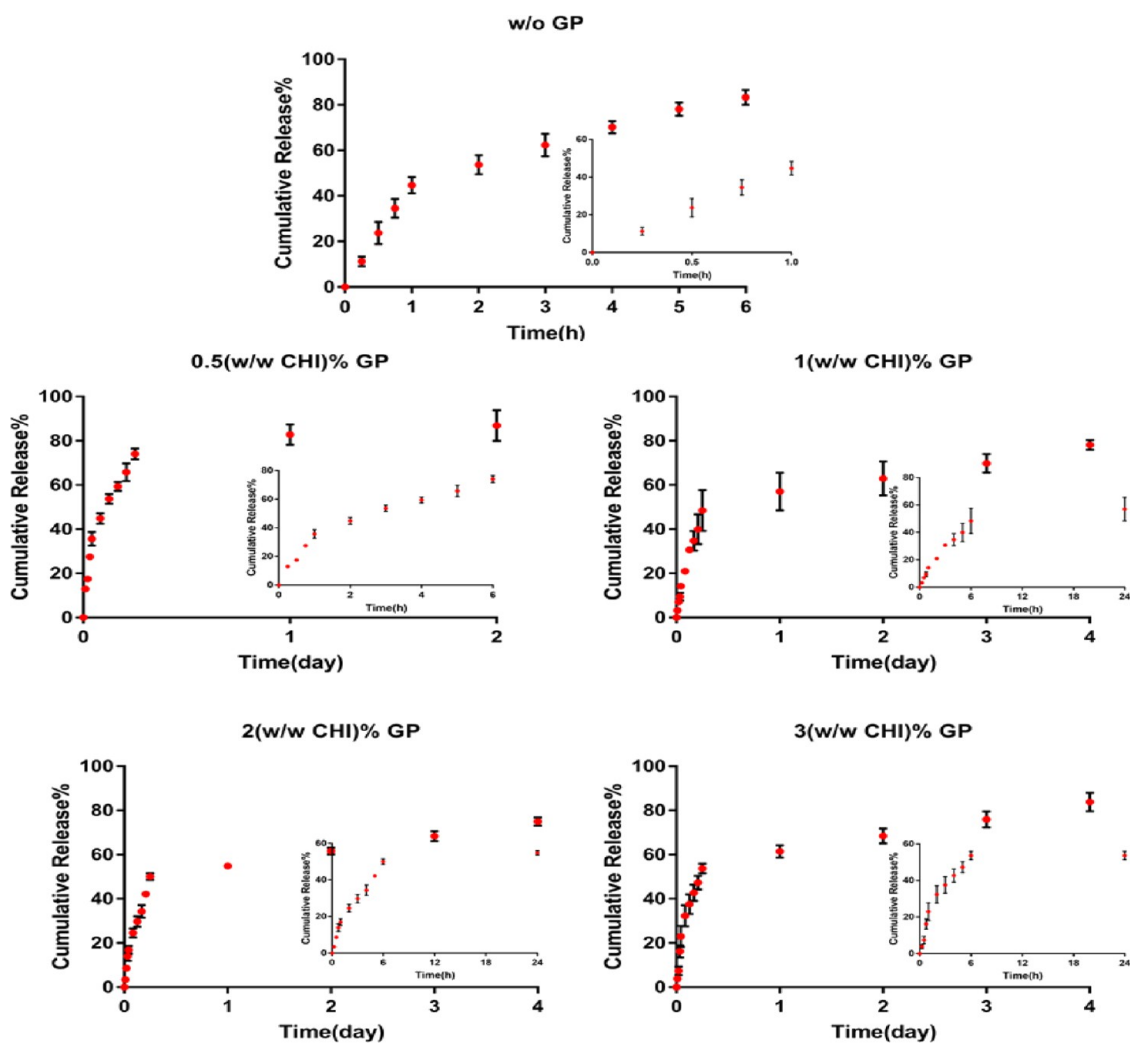 w/o GP
Cumulative Release%
100
80
60
40
20
0
0 1 2 3 4 5 6
Time(h)
Cumulative Release%
60
40
20
0
0.0 0.5 1.0
Time(h)
0.5(w/w CHI)% GP
Cumulative Release%
100
80
60
40
20
0
0 1 2
Time(day)
Cumulative Release%
80
60
40
20
0
0 2 4 6
Time(h)
1(w/w CHI)% GP
Cumulative Release%
100
80
60
40
20
0
0 1 2 3 4
Time(day)
Cumulative Release%
80
60
40
20
0
0 6 12 18 24
Time(h)
2(w/w CHI)% GP
Cumulative Release%
100
80
60
40
20
0
0 1 2 3 4
Time(day)
Cumulative Release%
60
40
20
0
0 6 12 18 24
Time(h)
3(w/w CHI)% GP
Cumulative Release%
100
80
60
40
20
0
0 1 2 3 4
Time(day)
Cumulative Release%
60
40
20
0
0 6 12 18 24
Time(h)